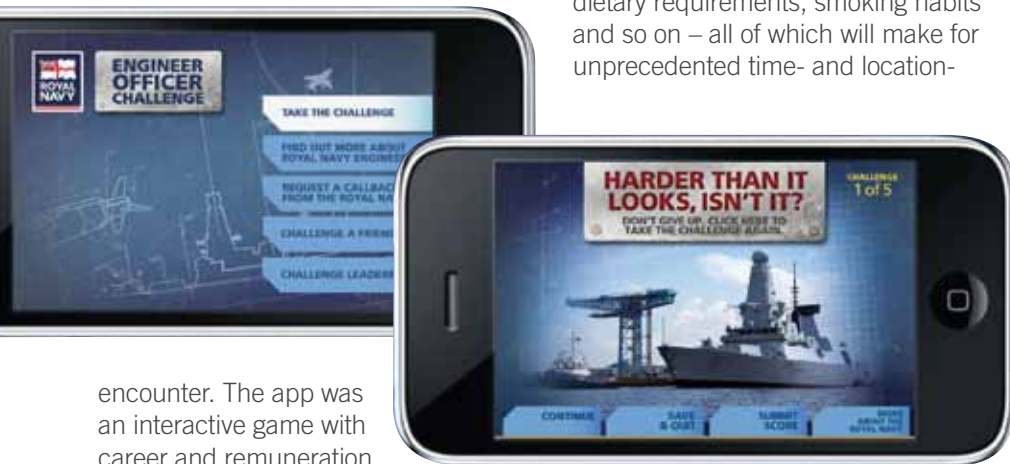 dietary requirements, smoking habits
and so on – all of which will make for
unprecedented time- and location-
ROYAL
NAVY
ENGINEER
OFFICER
CHALLENGE
TAKE THE CHALLENGE
FIND OUT MORE ABOUT
ROYAL NAVY ENGINEER
REQUEST A CALLBACK
FROM THE ROYAL NA
CHALLENGE A FRIEND
CHALLENGE LEADER
HARDER THAN IT
LOOKS, ISN'T IT?
DON'T GIVE UP. CLICK HERE TO
TAKE THE CHALLENGE AGAIN.
CHALLENGE
1 of 5
CONTINUE
SAVE
& QUIT
SUBMIT
SCORE
MORE
ABOUT THE
ROYAL NAVY
encounter. The app was
an interactive game with
career and remuneration